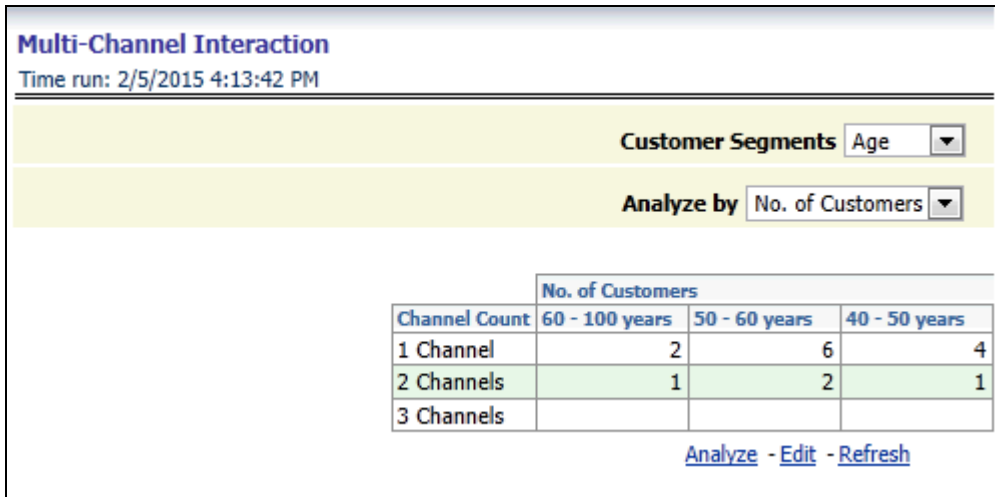 Multi-Channel Interaction
Time run: 2/5/2015 4:13:42 PM
Customer Segments Age
Analyze by No. of Customers
No. of Customers
Channel Count 60 - 100 years 50 - 60 years 40 - 50 years
1 Channel 2 6 4
2 Channels 1 2 1
3 Channels
Analyze - Edit - Refresh